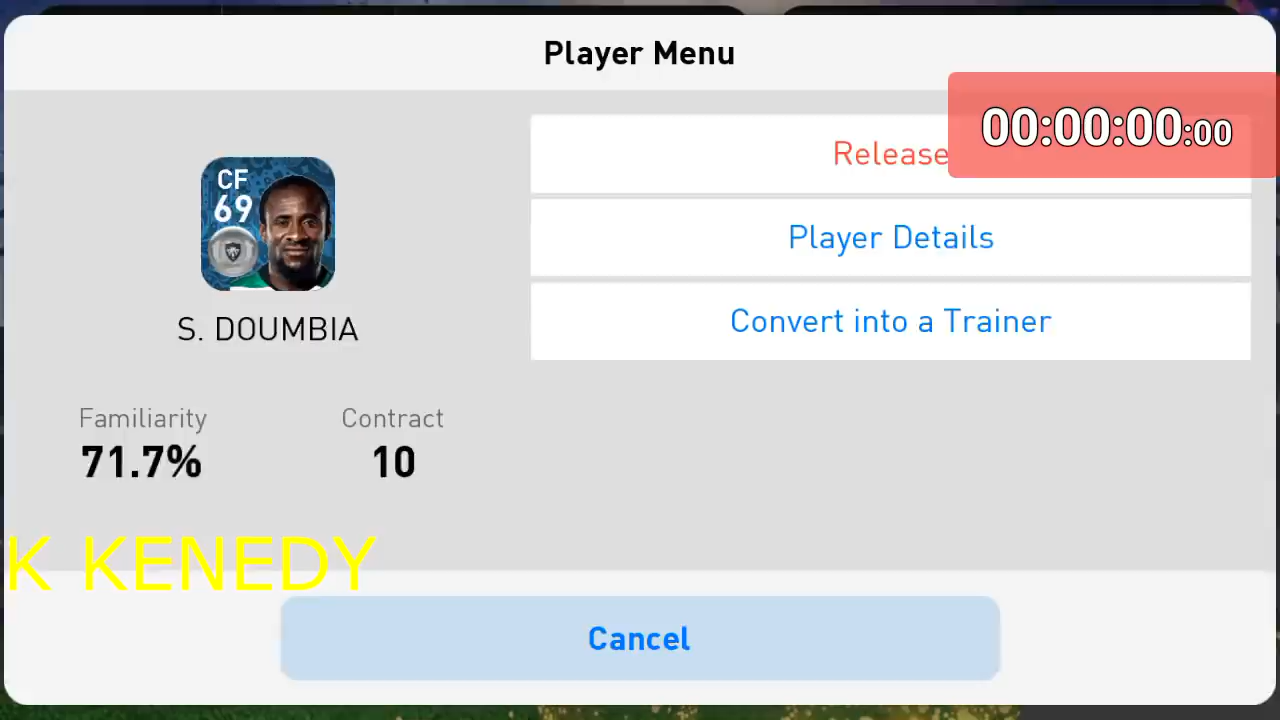 Player Menu
00:00:00:00
Release
CF
69
Player Details
Convert into a Trainer
S. DOUMBIA
Familiarity
Contract
71.7%
10
K KENEDY
Cancel